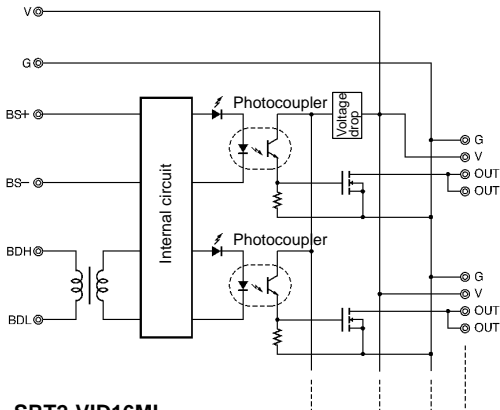 V
G
BS+
BS−
BDH
BDL
Internal circuit
Photocoupler
Voltage drop
G
V
OUT
OUT
Photocoupler
G
V
OUT
OUT